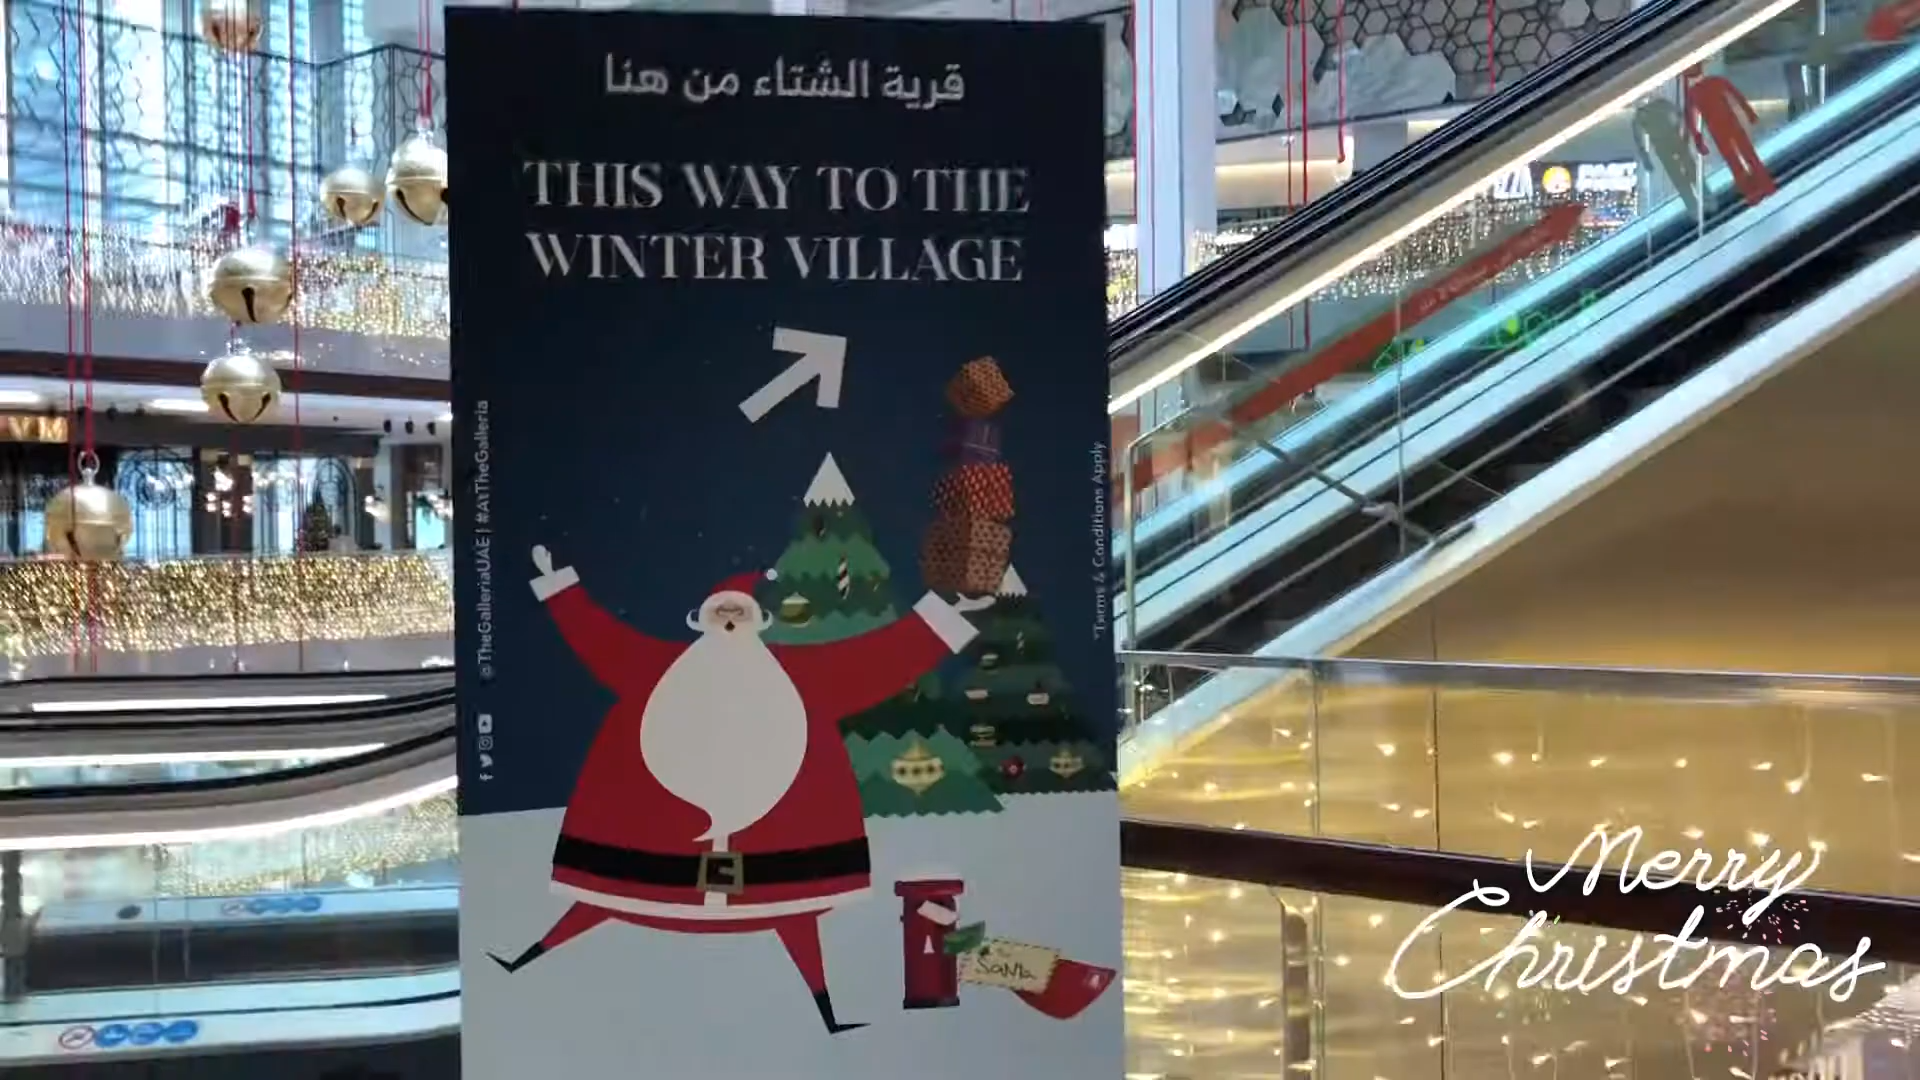 قرية الشتاء من هنا
THIS WAY TO THE
WINTER VILLAGE
@TheGalleriaUAE | #AtTheGalleria
*Terms & Conditions Apply
Santa
Merry
Christmas